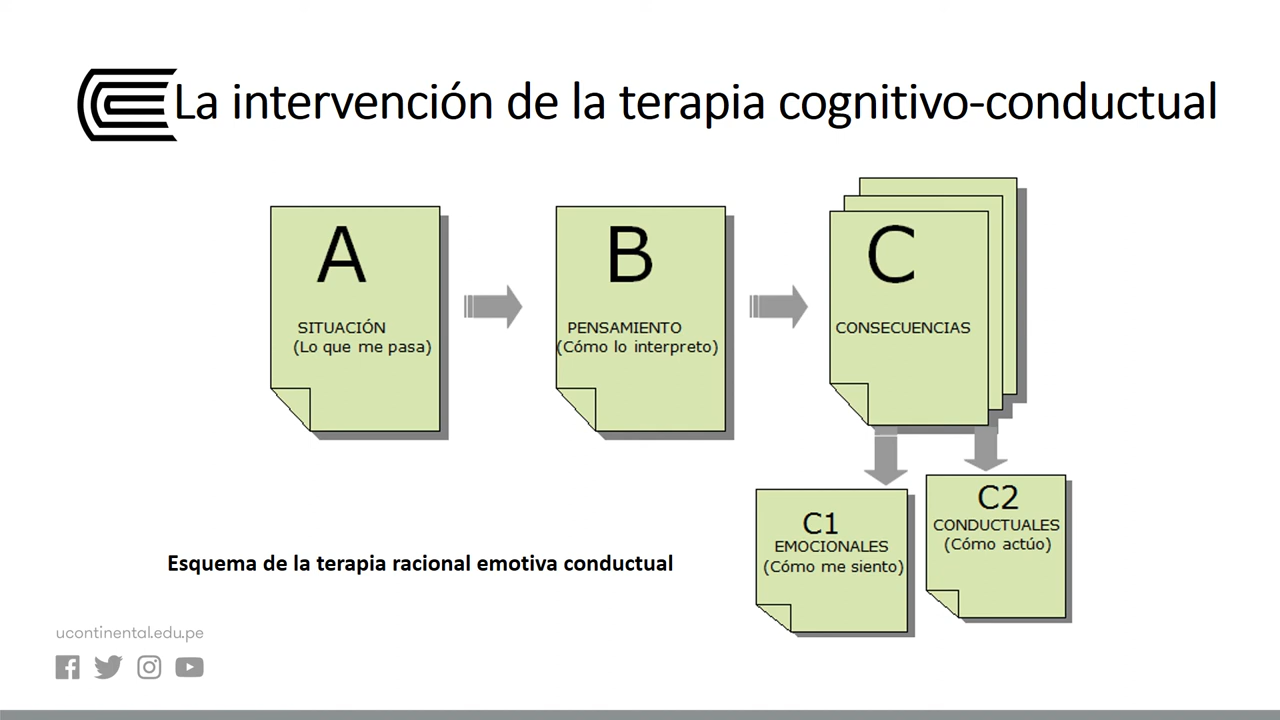 La intervención de la terapia cognitivo-conductual
A
SITUACIÓN
(Lo que me pasa)
B
PENSAMIENTO
(Cómo lo interpreto)
C
CONSECUENCIAS
C1
EMOCIONALES
(Cómo me siento)
C2
CONDUCTUALES
(Cómo actúo)
Esquema de la terapia racional emotiva conductual
ucontinental.edu.pe